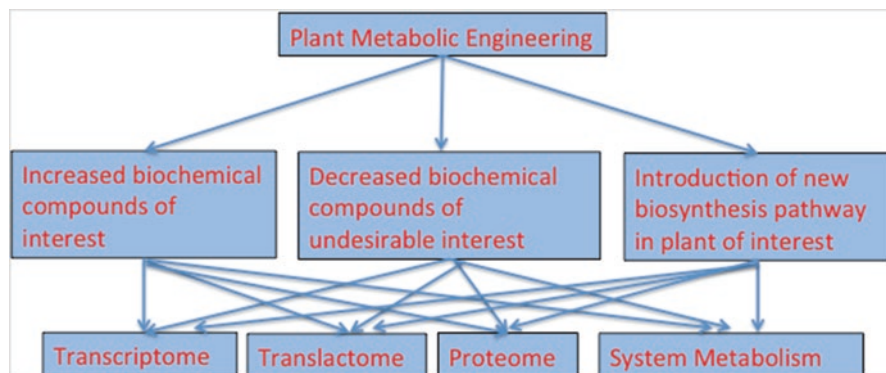 Plant Metabolic Engineering
Increased biochemical
compounds of
interest
Decreased biochemical
compounds of
undesirable interest
Introduction of new
biosynthesis pathway
in plant of interest
Transcriptome
Translactome
Proteome
System Metabolism